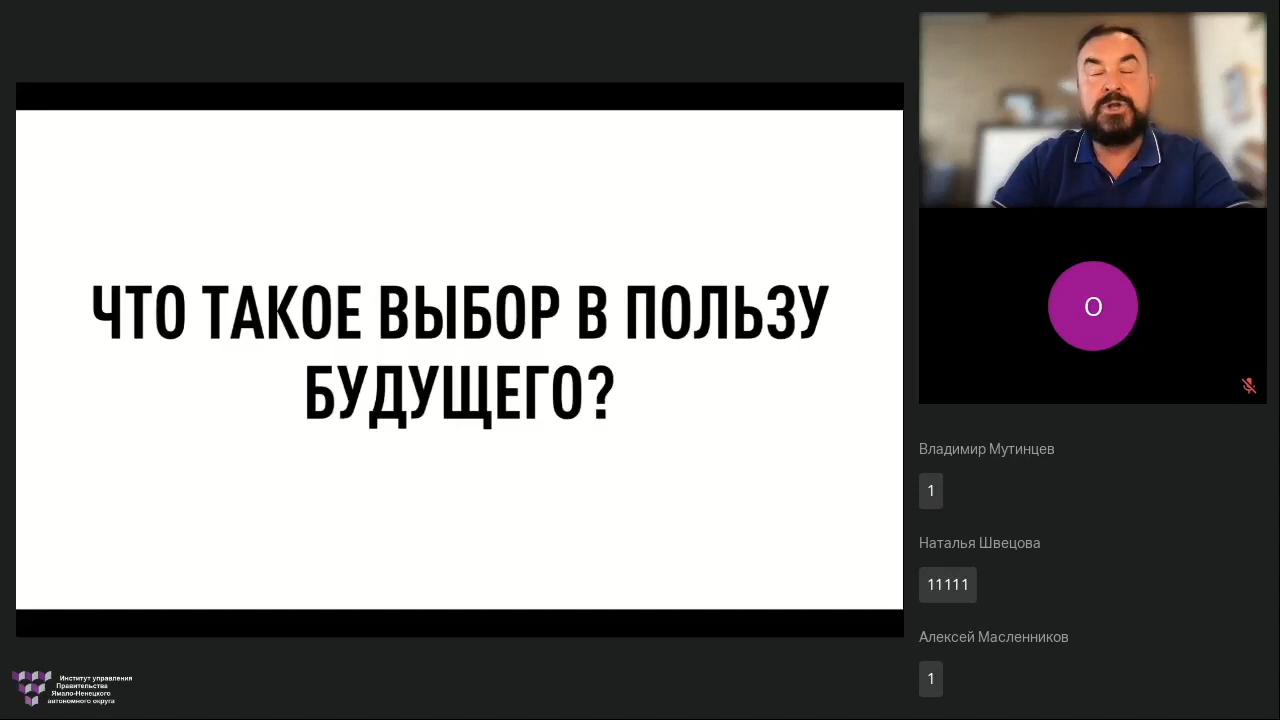 ЧТО ТАКОЕ ВЫБОР В ПОЛЬЗУ
БУДУЩЕГО?
О
Владимир Мутинцев
1
Наталья Швецова
11111
Алексей Масленников
1
Институт управления
Правительства
Ямало-Ненецкого
автономного округа